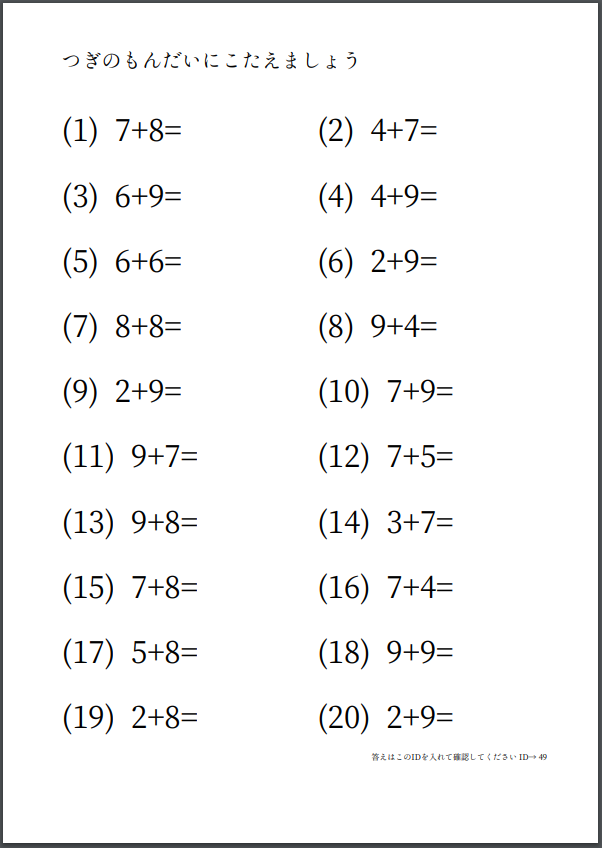 つぎのもんだいにこたえましょう
(1) 7+8= (2) 4+7=
(3) 6+9= (4) 4+9=
(5) 6+6= (6) 2+9=
(7) 8+8= (8) 9+4=
(9) 2+9= (10) 7+9=
(11) 9+7= (12) 7+5=
(13) 9+8= (14) 3+7=
(15) 7+8= (16) 7+4=
(17) 5+8= (18) 9+9=
(19) 2+8= (20) 2+9=
答えはこのIDを入れて確認してください ID→ 49